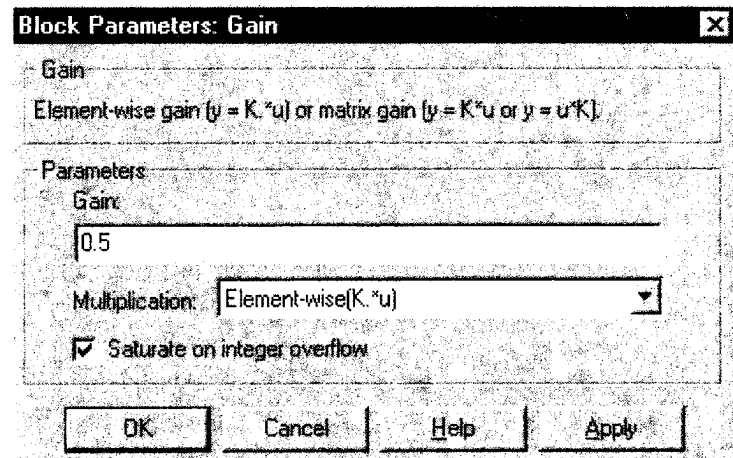 Block Parameters: Gain
Gain
Element-wise gain (y = K.*u) or matrix gain (y = K*u or y = u*K).
Parameters
Gain:
0.5
Multiplication: Element-wise(K.*u)
Saturate on integer overflow
OK Cancel Help Apply